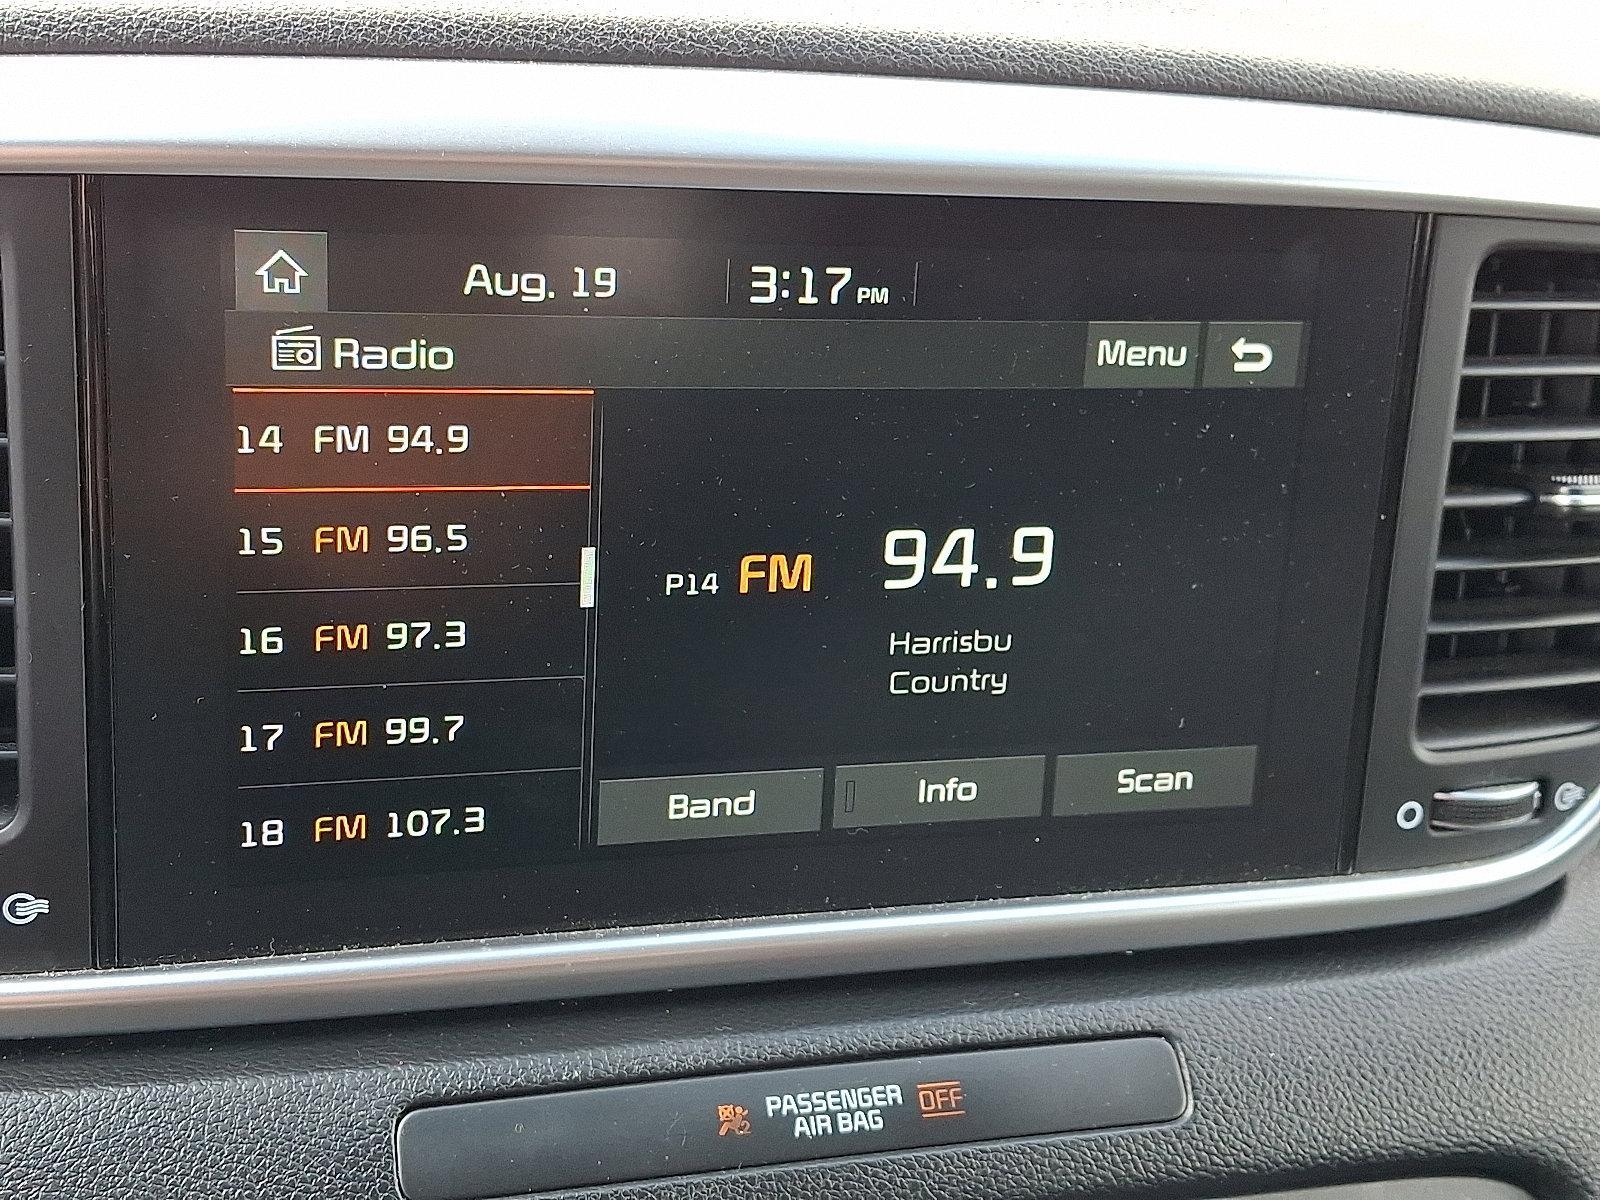 Aug. 19 3:17 PM
Radio Menu
14 FM 94.9
15 FM 96.5
16 FM 97.3
17 FM 99.7
18 FM 107.3
P14 FM 94.9
Harrisbu
Country
Band Info Scan
PASSENGER OFF
AIR BAG
2